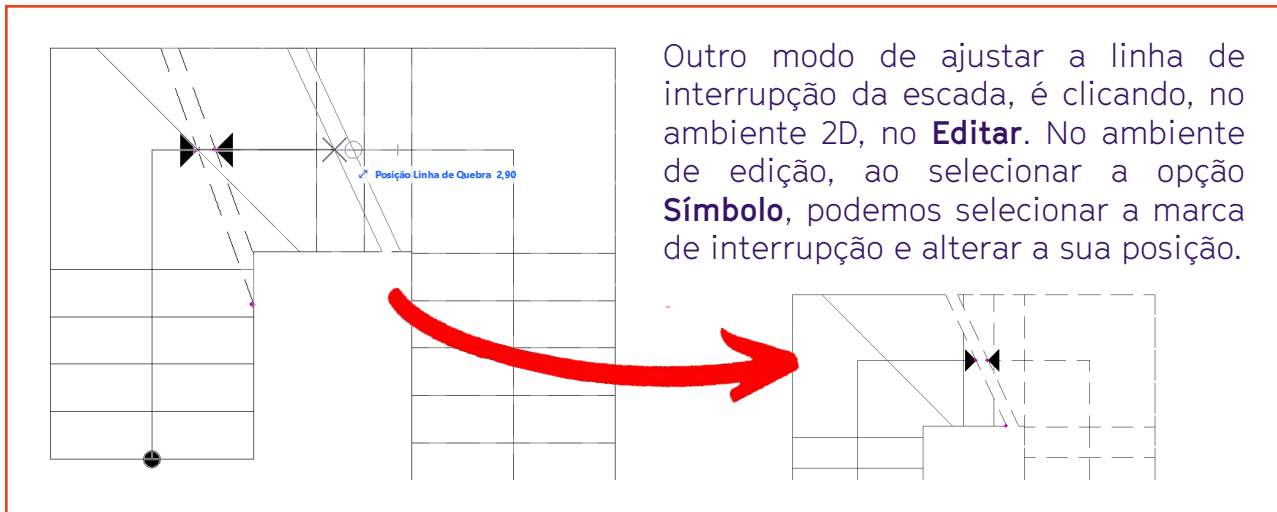 Outro modo de ajustar a linha de
interrupção da escada, é clicando, no
ambiente 2D, no Editar. No ambiente
de edição, ao selecionar a opção
Símbolo, podemos selecionar a marca
de interrupção e alterar a sua posição.
Posição Linha de Quebra 2,90